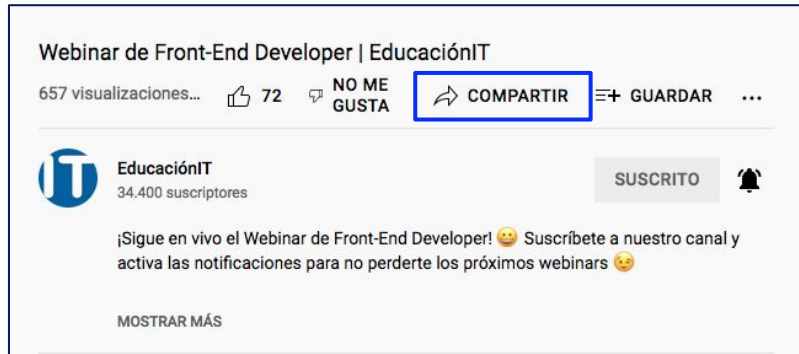 Webinar de Front-End Developer | EducaciónIT
657 visualizaciones... 72 NO ME GUSTA COMPARTIR GUARDAR ...
IT
EducaciónIT
34.400 suscriptores
SUSCRITO
¡Sigue en vivo el Webinar de Front-End Developer! 😀 Suscríbete a nuestro canal y
activa las notificaciones para no perderte los próximos webinars 😉
MOSTRAR MÁS